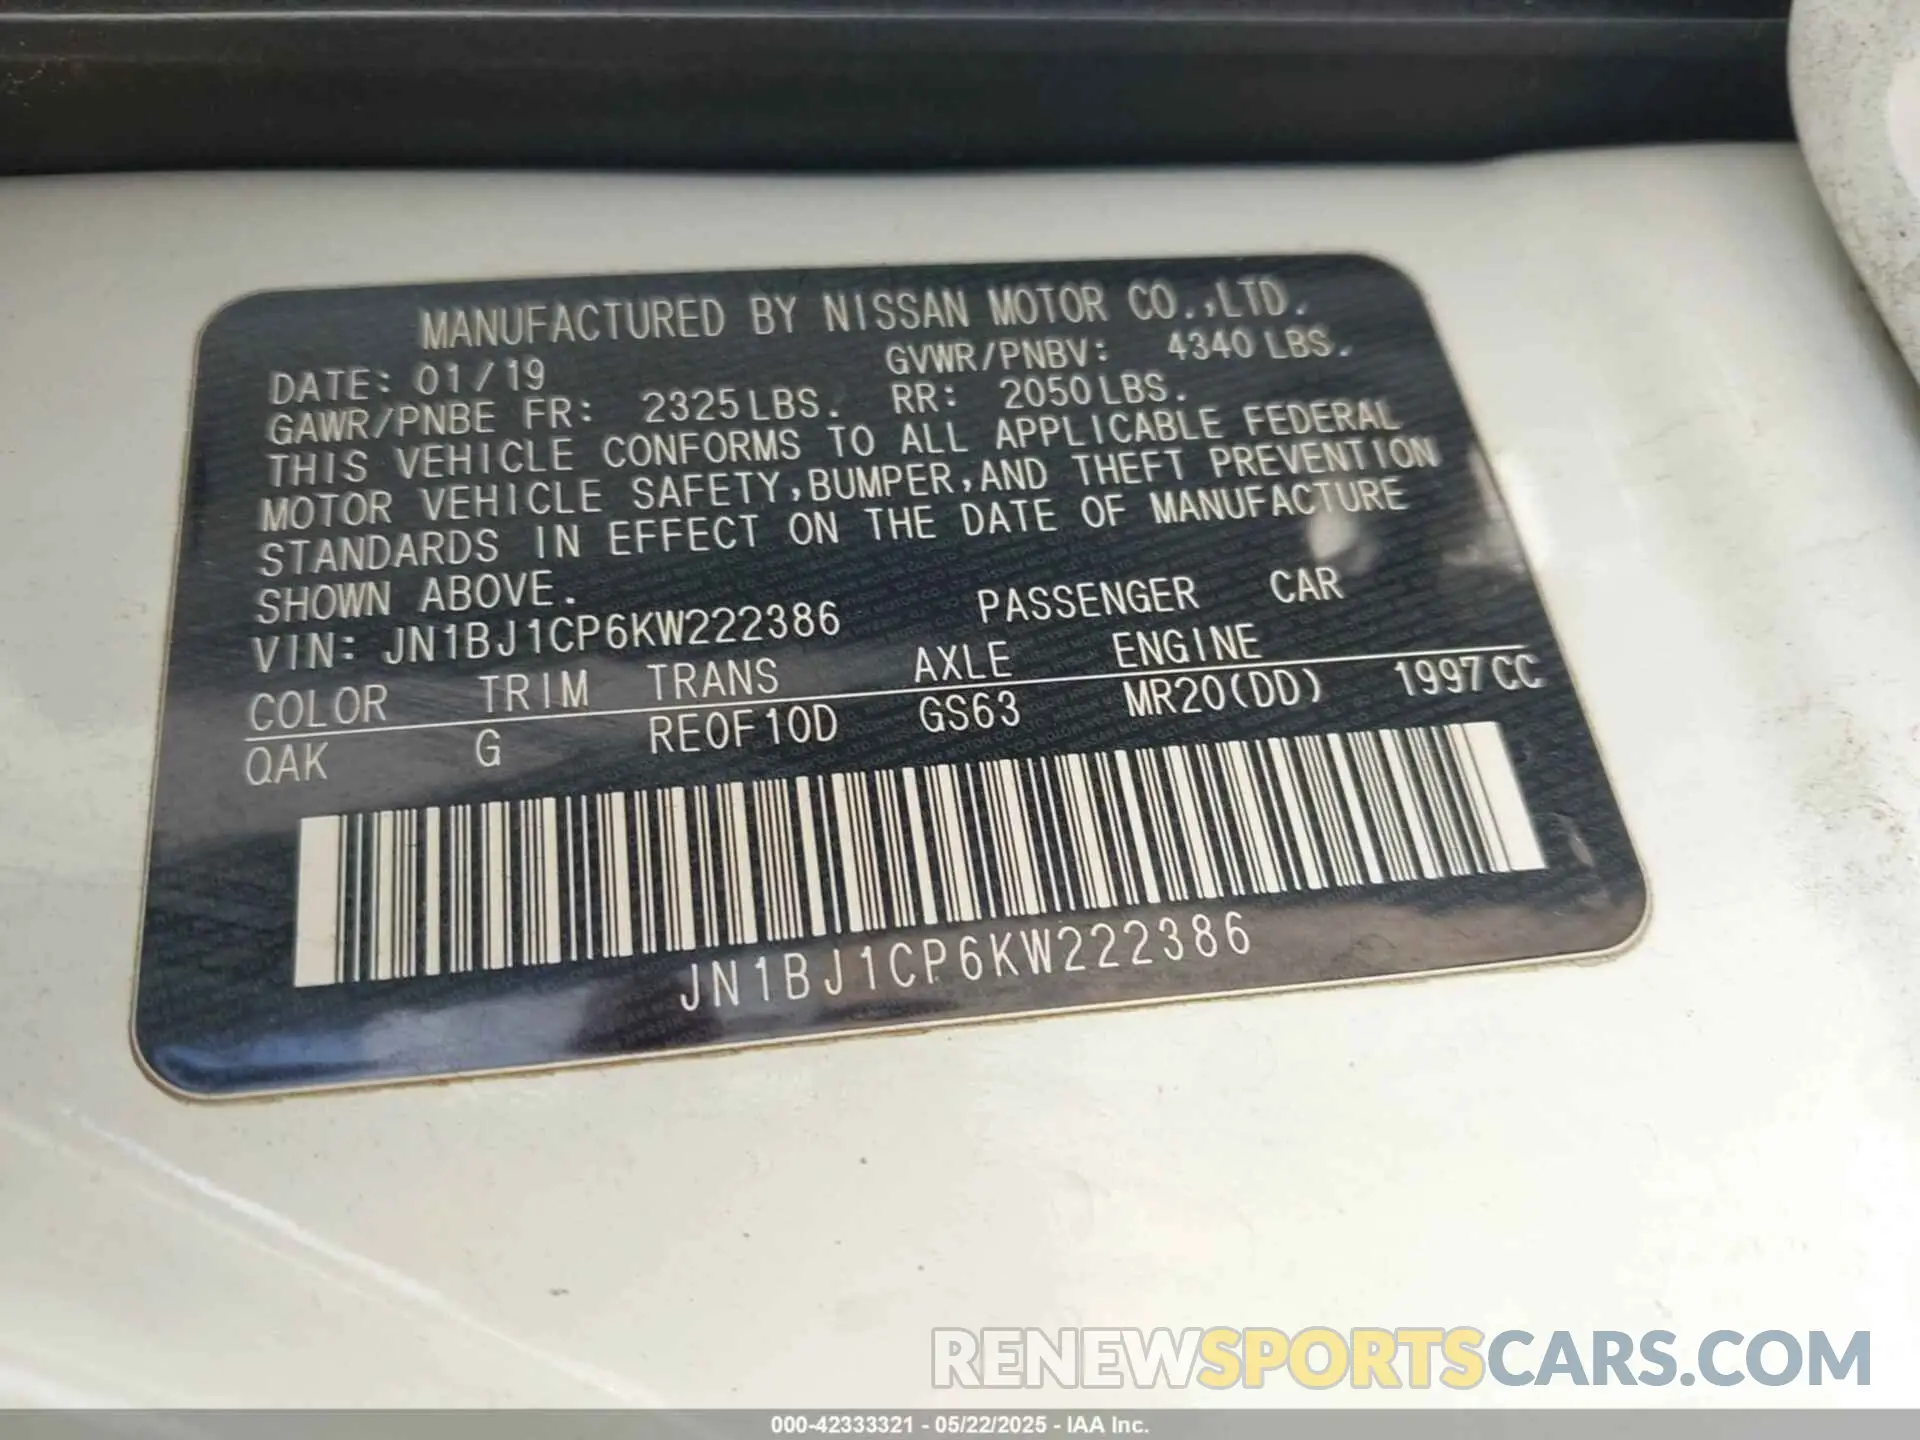 MANUFACTURED BY NISSAN MOTOR CO.,LTD.
DATE: 01/19 GVWR/PNBV: 4340 LBS.
GAWR/PNBE FR: 2325 LBS. RR: 2050 LBS.
THIS VEHICLE CONFORMS TO ALL APPLICABLE FEDERAL
MOTOR VEHICLE SAFETY, BUMPER, AND THEFT PREVENTION
STANDARDS IN EFFECT ON THE DATE OF MANUFACTURE
SHOWN ABOVE.
VIN: JN1BJ1CP6KW222386 PASSENGER CAR
COLOR TRIM TRANS AXLE ENGINE
QAK G RE0F10D GS63 MR20(DD) 1997CC
JN1BJ1CP6KW222386
RENEWSPORTSCARS.COM
000-42333321 - 05/22/2025 - IAA Inc.